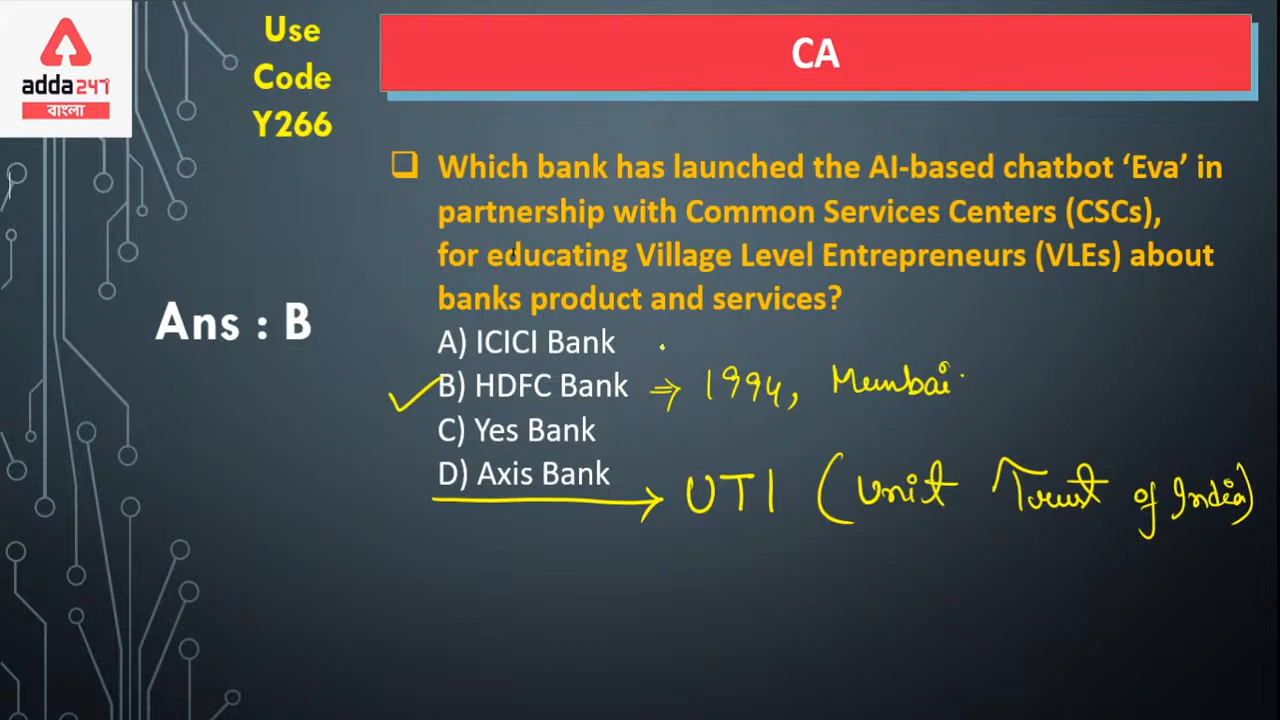 adda247
বাংলা
Use
Code
Y266
CA
Which bank has launched the AI-based chatbot ‘Eva’ in
partnership with Common Services Centers (CSCs),
for educating Village Level Entrepreneurs (VLEs) about
banks product and services?
Ans : B
A) ICICI Bank
B) HDFC Bank ⇒ 1994, Mumbai
C) Yes Bank
D) Axis Bank → UTI (Unit Trust of India)